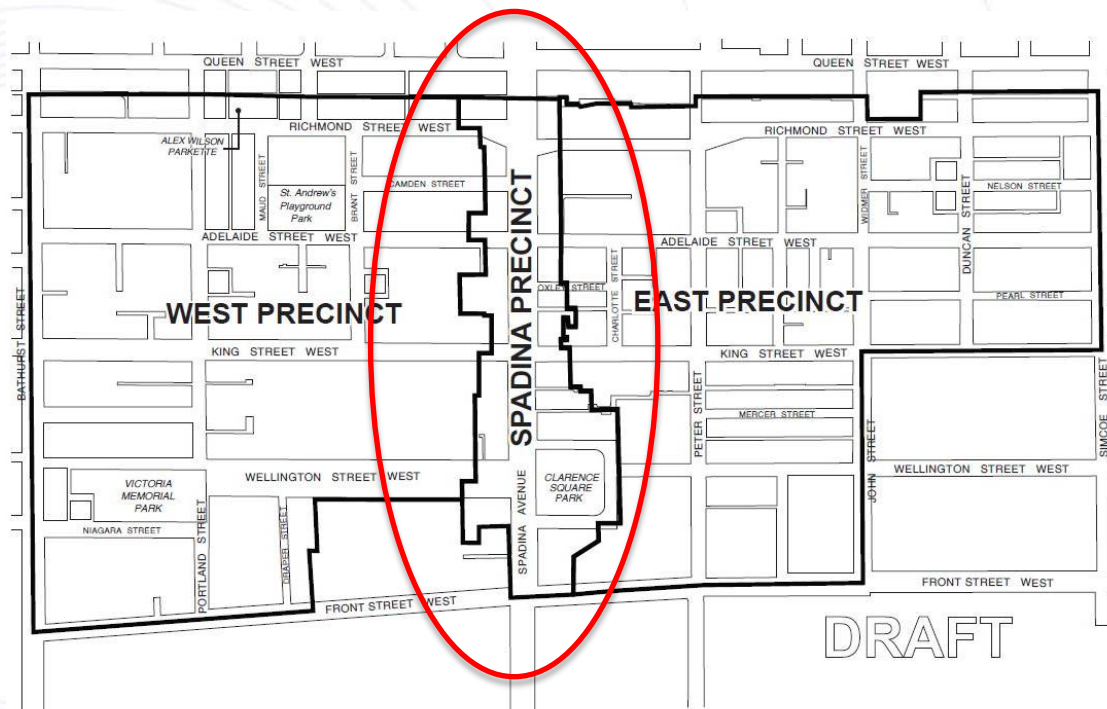 QUEEN STREET WEST
QUEEN STREET WEST
RICHMOND STREET WEST
RICHMOND STREET WEST
ALEX WILSON
PARKETTE
MAUD STREET
St. Andrew's
Playground
Park
BRANT STREET
CAMDEN STREET
WIDMER STREET
DUNCAN STREET
NELSON STREET
ADELAIDE STREET WEST
ADELAIDE STREET WEST
SPADINA PRECINCT
OXLEY STREET
CHARLOTTE STREET
WEST PRECINCT
EAST PRECINCT
PEARL STREET
BATHURST STREET
KING STREET WEST
KING STREET WEST
PETER STREET
MERCER STREET
JOHN STREET
SIMCOE STREET
WELLINGTON STREET WEST
WELLINGTON STREET WEST
VICTORIA
MEMORIAL
PARK
CLARENCE
SQUARE
PARK
SPADINA AVENUE
NIAGARA STREET
PORTLAND STREET
DRAPER STREET
FRONT STREET WEST
FRONT STREET WEST
DRAFT